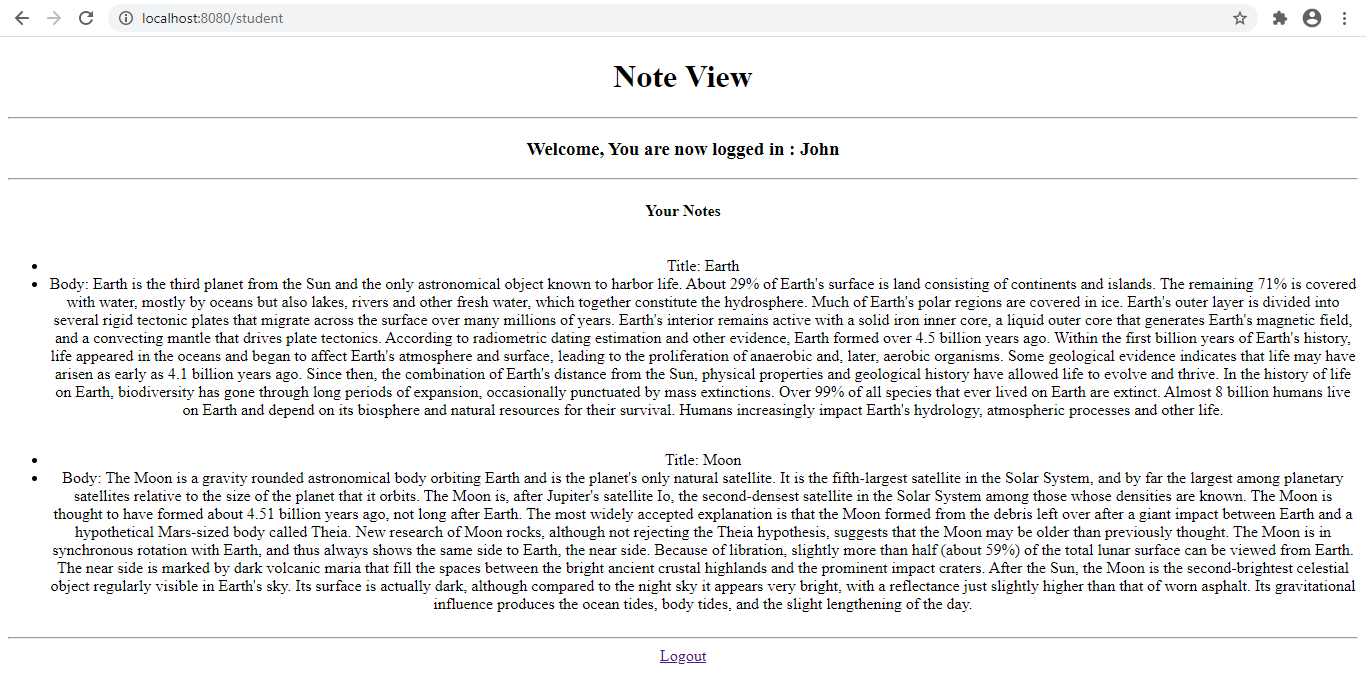 localhost:8080/student
Note View
Welcome, You are now logged in : John
Your Notes
Title: Earth
Body: Earth is the third planet from the Sun and the only astronomical object known to harbor life. About 29% of Earth's surface is land consisting of continents and islands. The remaining 71% is covered
with water, mostly by oceans but also lakes, rivers and other fresh water, which together constitute the hydrosphere. Much of Earth's polar regions are covered in ice. Earth's outer layer is divided into
several rigid tectonic plates that migrate across the surface over many millions of years. Earth's interior remains active with a solid iron inner core, a liquid outer core that generates Earth's magnetic field,
and a convecting mantle that drives plate tectonics. According to radiometric dating estimation and other evidence, Earth formed over 4.5 billion years ago. Within the first billion years of Earth's history,
life appeared in the oceans and began to affect Earth's atmosphere and surface, leading to the proliferation of anaerobic and, later, aerobic organisms. Some geological evidence indicates that life may have
arisen as early as 4.1 billion years ago. Since then, the combination of Earth's distance from the Sun, physical properties and geological history have allowed life to evolve and thrive. In the history of life
on Earth, biodiversity has gone through long periods of expansion, occasionally punctuated by mass extinctions. Over 99% of all species that ever lived on Earth are extinct. Almost 8 billion humans live
on Earth and depend on its biosphere and natural resources for their survival. Humans increasingly impact Earth's hydrology, atmospheric processes and other life.
Title: Moon
Body: The Moon is a gravity rounded astronomical body orbiting Earth and is the planet's only natural satellite. It is the fifth-largest satellite in the Solar System, and by far the largest among planetary
satellites relative to the size of the planet that it orbits. The Moon is, after Jupiter's satellite Io, the second-densest satellite in the Solar System among those whose densities are known. The Moon is
thought to have formed about 4.51 billion years ago, not long after Earth. The most widely accepted explanation is that the Moon formed from the debris left over after a giant impact between Earth and a
hypothetical Mars-sized body called Theia. New research of Moon rocks, although not rejecting the Theia hypothesis, suggests that the Moon may be older than previously thought. The Moon is in
synchronous rotation with Earth, and thus always shows the same side to Earth, the near side. Because of libration, slightly more than half (about 59%) of the total lunar surface can be viewed from Earth.
The near side is marked by dark volcanic maria that fill the spaces between the bright ancient crustal highlands and the prominent impact craters. After the Sun, the Moon is the second-brightest celestial
object regularly visible in Earth's sky. Its surface is actually dark, although compared to the night sky it appears very bright, with a reflectance just slightly higher than that of worn asphalt. Its gravitational
influence produces the ocean tides, body tides, and the slight lengthening of the day.
Logout